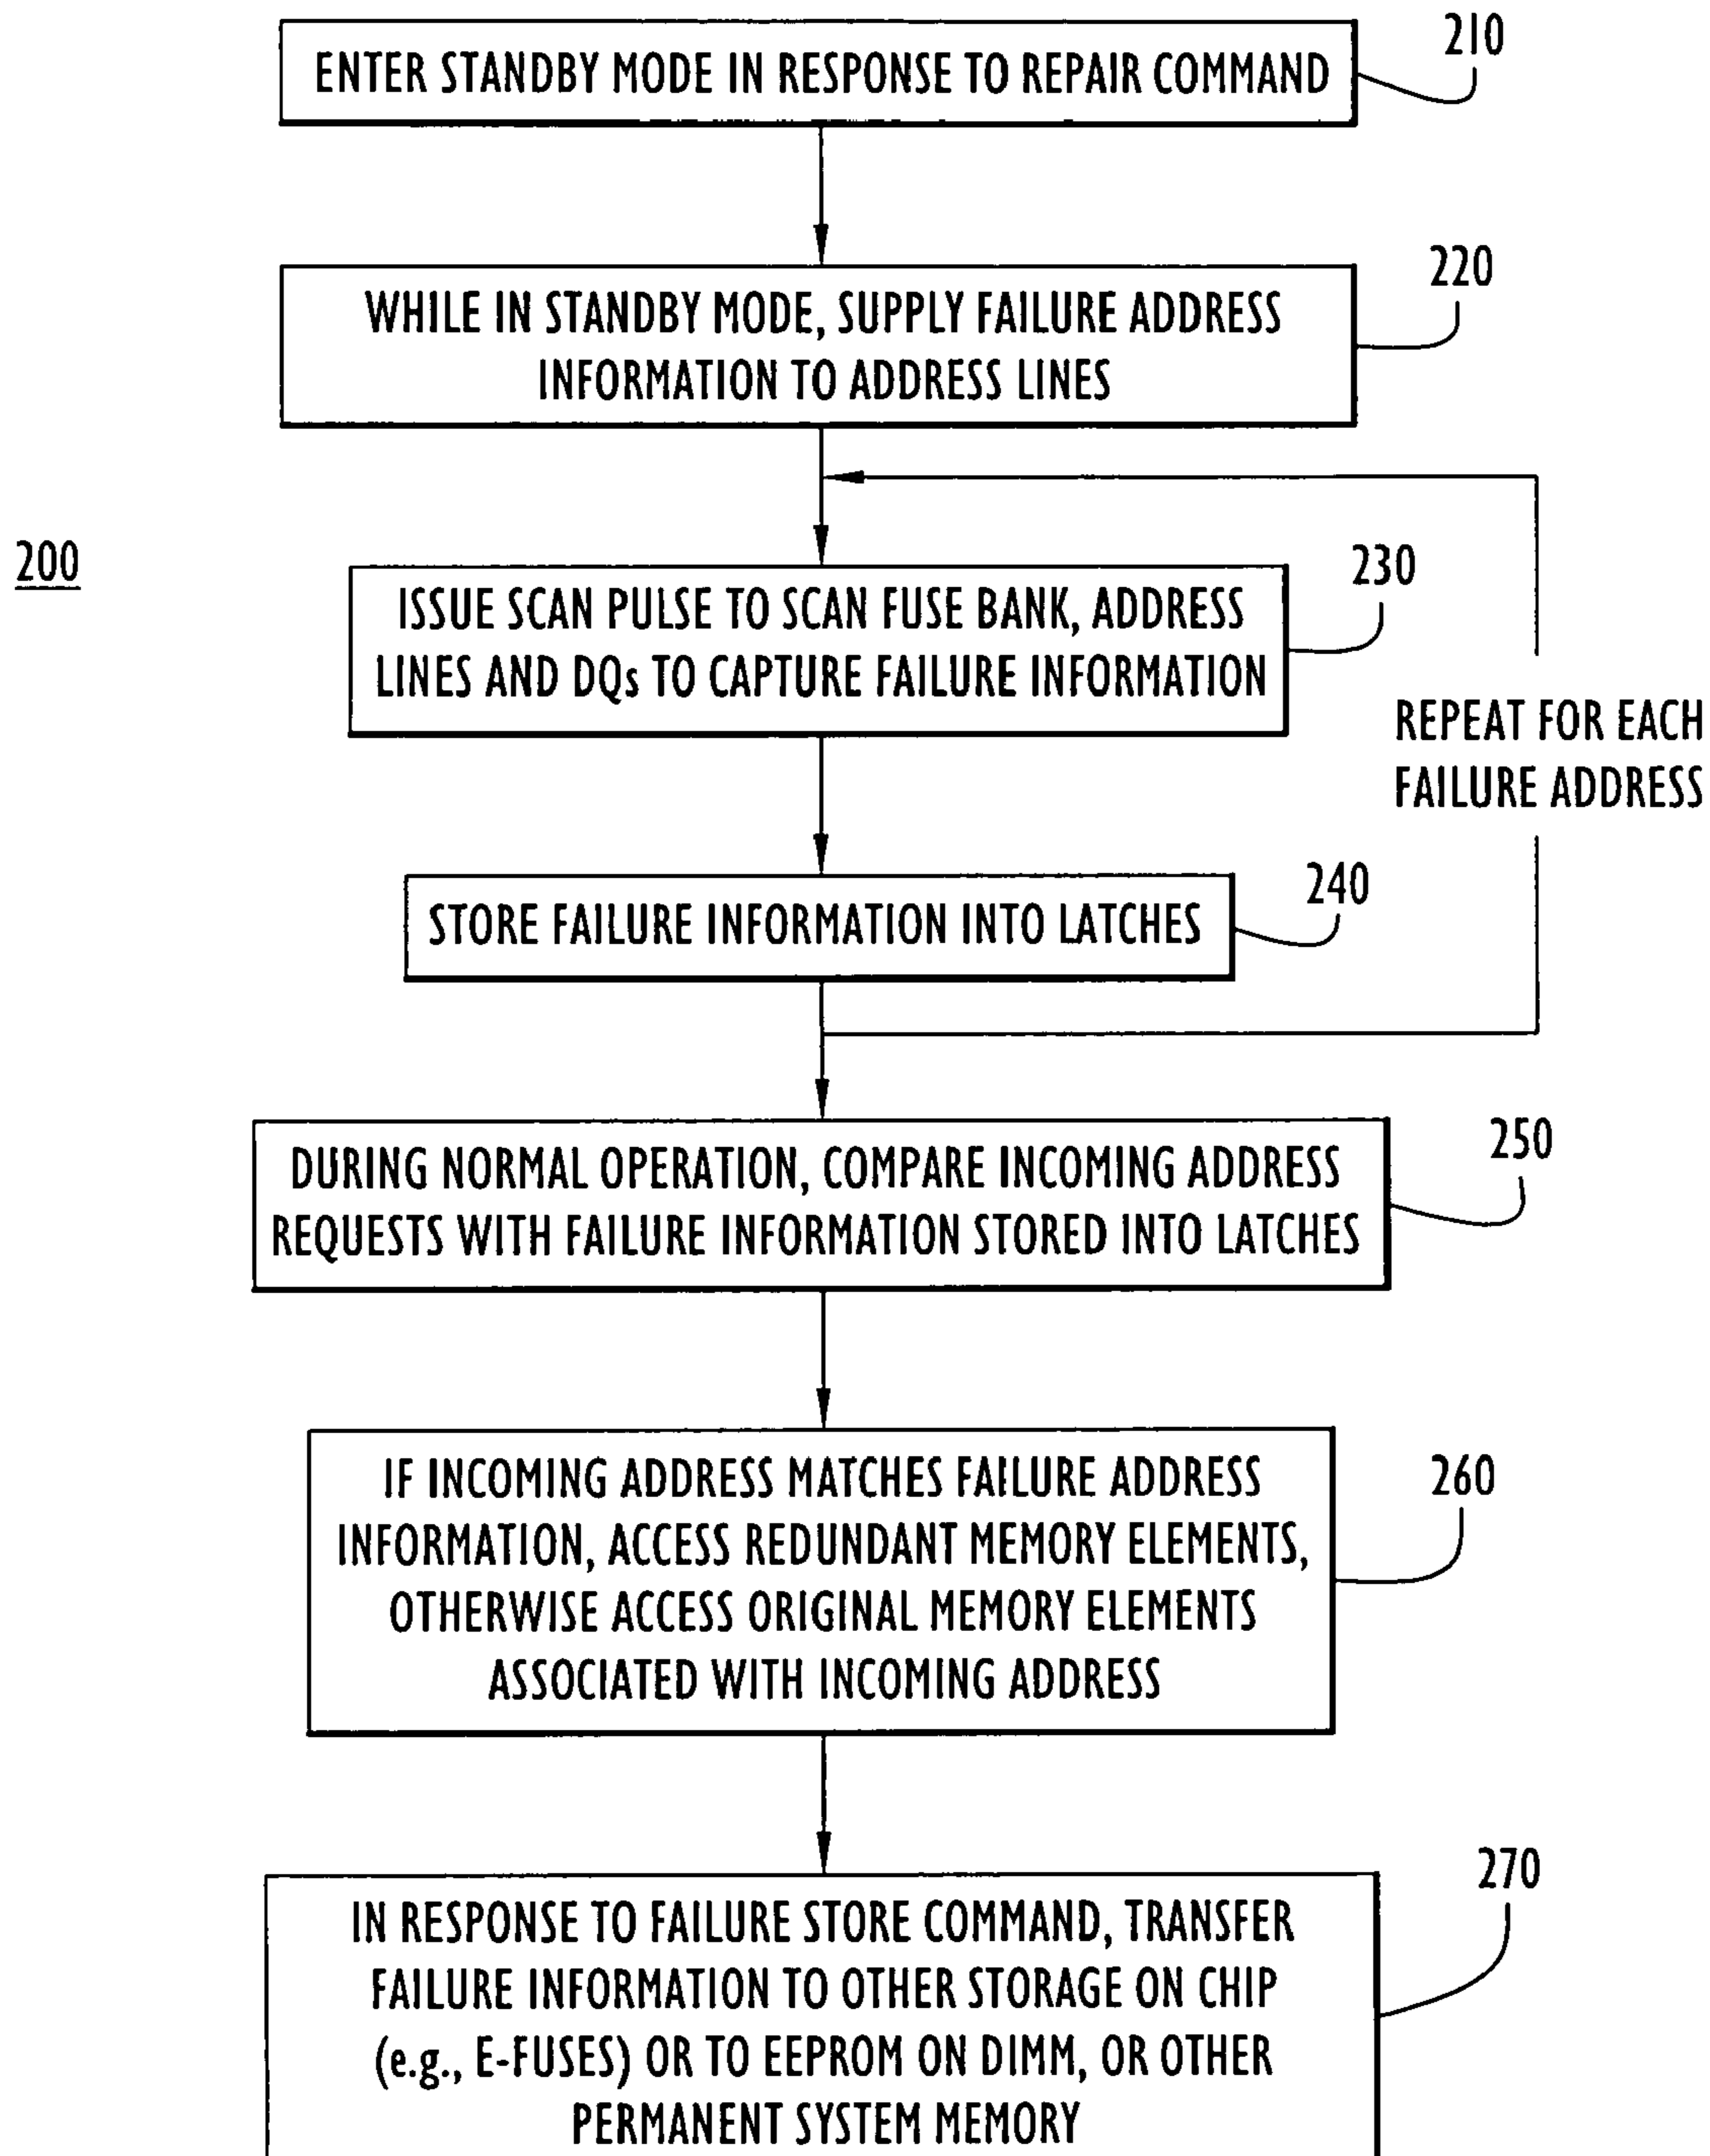 210
ENTER STANDBY MODE IN RESPONSE TO REPAIR COMMAND
220
WHILE IN STANDBY MODE, SUPPLY FAILURE ADDRESS
INFORMATION TO ADDRESS LINES
200
230
ISSUE SCAN PULSE TO SCAN FUSE BANK, ADDRESS
LINES AND DQs TO CAPTURE FAILURE INFORMATION
REPEAT FOR EACH
FAILURE ADDRESS
240
STORE FAILURE INFORMATION INTO LATCHES
250
DURING NORMAL OPERATION, COMPARE INCOMING ADDRESS
REQUESTS WITH FAILURE INFORMATION STORED INTO LATCHES
260
IF INCOMING ADDRESS MATCHES FAILURE ADDRESS
INFORMATION, ACCESS REDUNDANT MEMORY ELEMENTS,
OTHERWISE ACCESS ORIGINAL MEMORY ELEMENTS
ASSOCIATED WITH INCOMING ADDRESS
270
IN RESPONSE TO FAILURE STORE COMMAND, TRANSFER
FAILURE INFORMATION TO OTHER STORAGE ON CHIP
(e.g., E-FUSES) OR TO EEPROM ON DIMM, OR OTHER
PERMANENT SYSTEM MEMORY